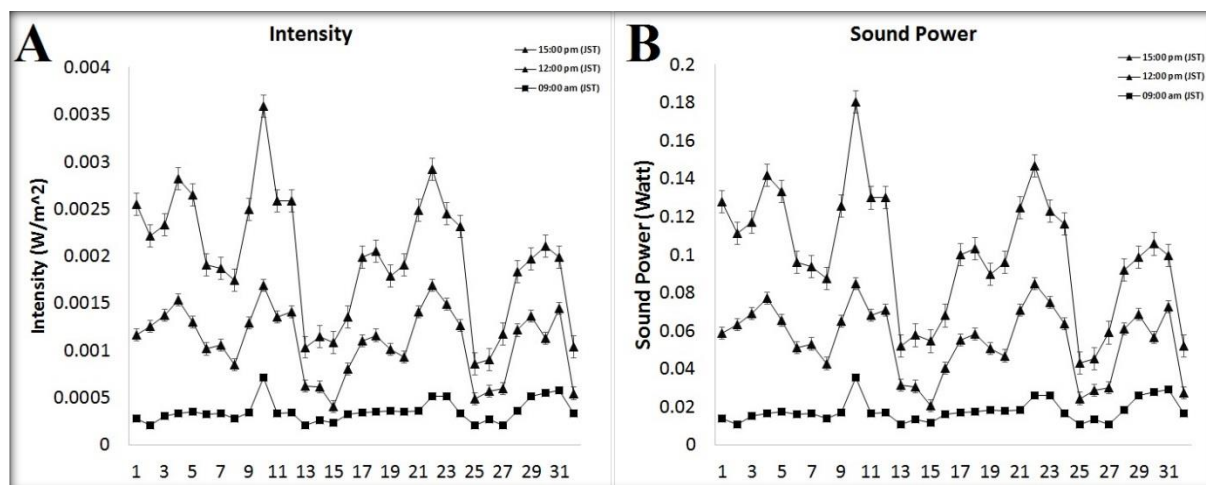 A
Intensity
15:00 pm (JST)
12:00 pm (JST)
09:00 am (JST)
Intensity (W/m^2)
0.004
0.0035
0.003
0.0025
0.002
0.0015
0.001
0.0005
0
1 3 5 7 9 11 13 15 17 19 21 23 25 27 29 31
B
Sound Power
15:00 pm (JST)
12:00 pm (JST)
09:00 am (JST)
Sound Power (Watt)
0.2
0.18
0.16
0.14
0.12
0.1
0.08
0.06
0.04
0.02
0
1 3 5 7 9 11 13 15 17 19 21 23 25 27 29 31